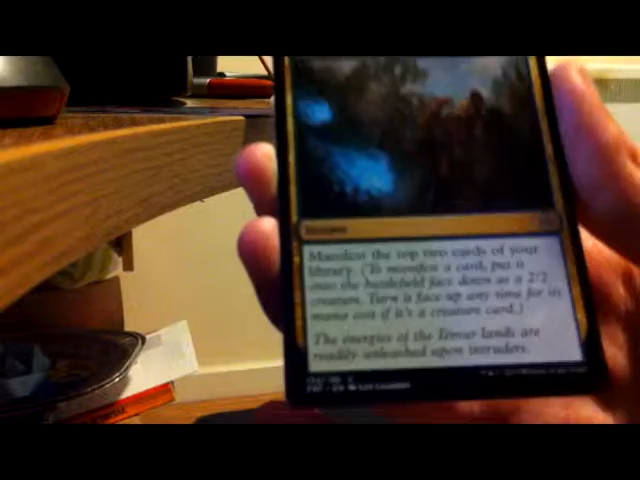 Manifest the top two cards of your
library. (To manifest a card, put it
onto the battlefield face down as a 2/2
creature. Turn it face up any time for its
mana cost if it's a creature card.)
The energies of the Temur lands are
readily unleashed upon intruders.